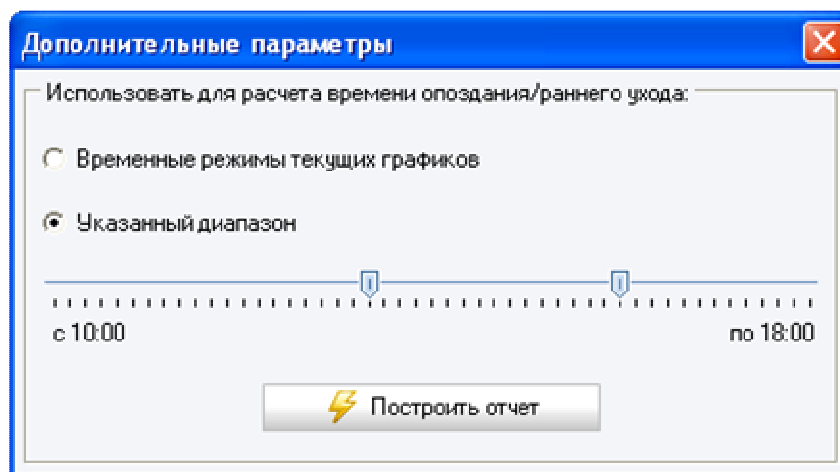 Дополнительные параметры
Использовать для расчета времени опоздания/раннего ухода:
Временные режимы текущих графиков
Указанный диапазон
с 10:00 по 18:00
Построить отчет